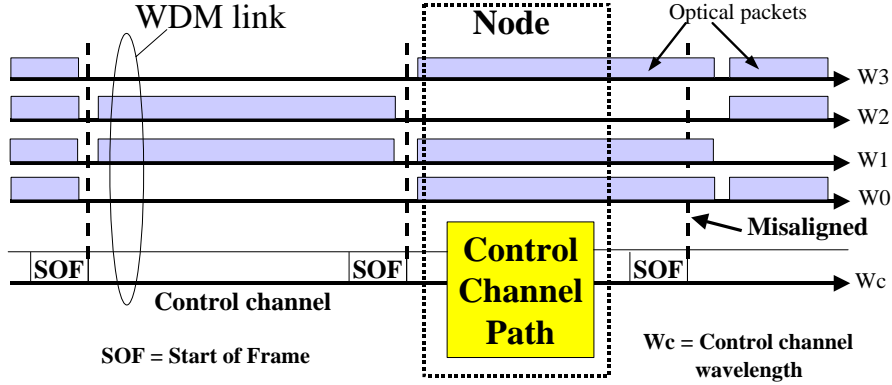 WDM link
Node
Optical packets
W3
W2
W1
W0
Misaligned
SOF
SOF
SOF
Wc
Control
Channel
Path
Control channel
SOF = Start of Frame
Wc = Control channel
wavelength